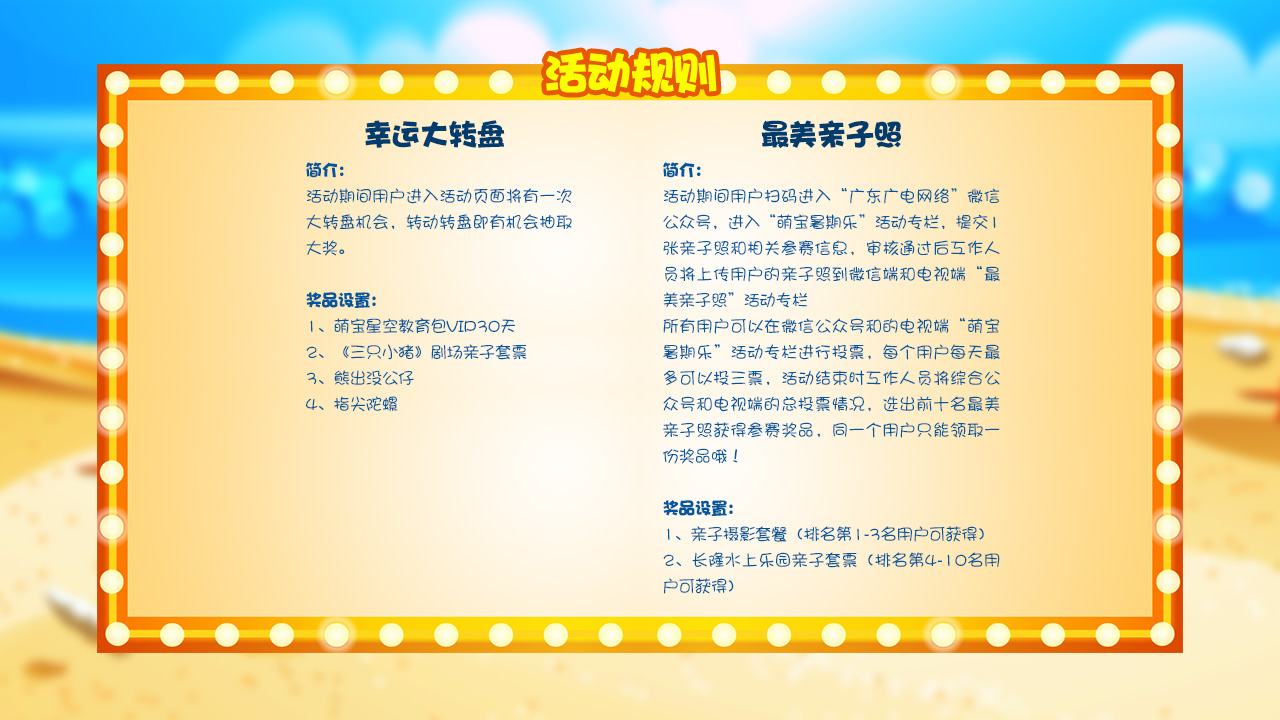 活动规则
幸运大转盘
简介：
活动期间用户进入活动页面将有一次
大转盘机会，转动转盘即有机会抽取
大奖。
奖品设置：
1、萌宝星空教育包VIP30天
2、《三只小猪》剧场亲子套票
3、熊出没公仔
4、指尖陀螺
最美亲子照
简介：
活动期间用户扫码进入“广东广电网络”微信
公众号，进入“萌宝暑期乐”活动专栏，提交1
张亲子照和相关参赛信息，审核通过后工作人
员将上传用户的亲子照到微信端和电视端“最
美亲子照”活动专栏
所有用户可以在微信公众号和的电视端“萌宝
暑期乐”活动专栏进行投票，每个用户每天最
多可以投三票，活动结束时工作人员将综合公
众号和电视端的总投票情况，选出前十名最美
亲子照获得参赛奖品，同一个用户只能领取一
份奖品哦！
奖品设置：
1、亲子摄影套餐（排名第1-3名用户可获得）
2、长隆水上乐园亲子套票（排名第4-10名用
户可获得）